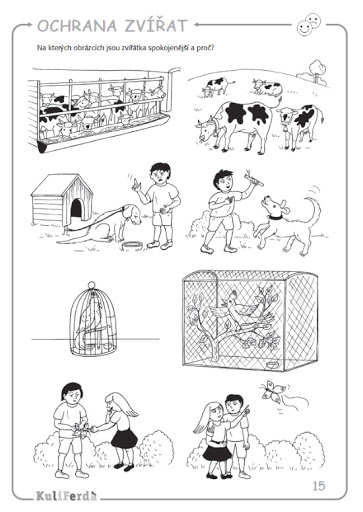 OCHRANA ZVÍŘAT
Na kterých obrázcích jsou zvířátka spokojenější a proč?
15
KuliFerda